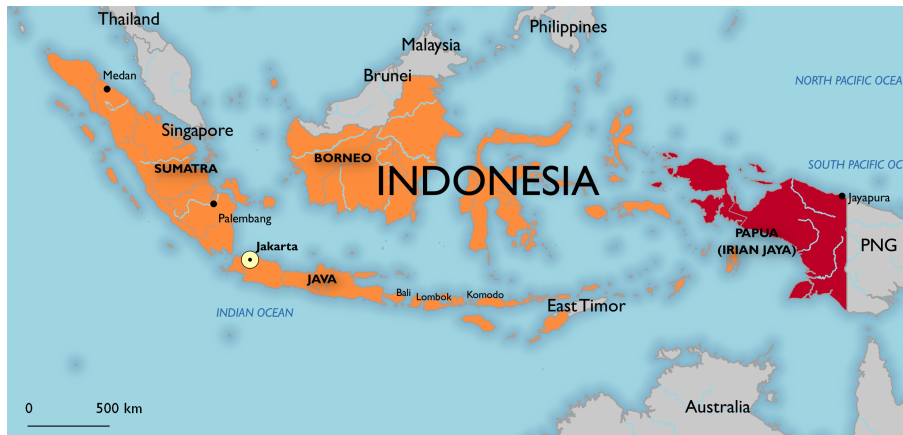 Thailand
Philippines
Malaysia
Medan
Brunei
NORTH PACIFIC OCEA
Singapore
BORNEO
SOUTH PACIFIC OC
SUMATRA
INDONESIA
Jayapura
Palembang
PAPUA
(IRIAN JAYA)
PNG
Jakarta
JAVA
Bali
Lombok
Komodo
East Timor
INDIAN OCEAN
0
500 km
Australia